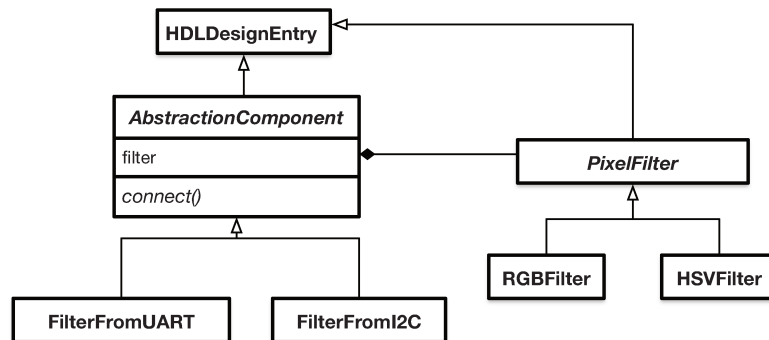 HDLDesignEntry
AbstractionComponent
filter
connect()
PixelFilter
RGBFilter
HSVFilter
FilterFromUART
FilterFromI2C